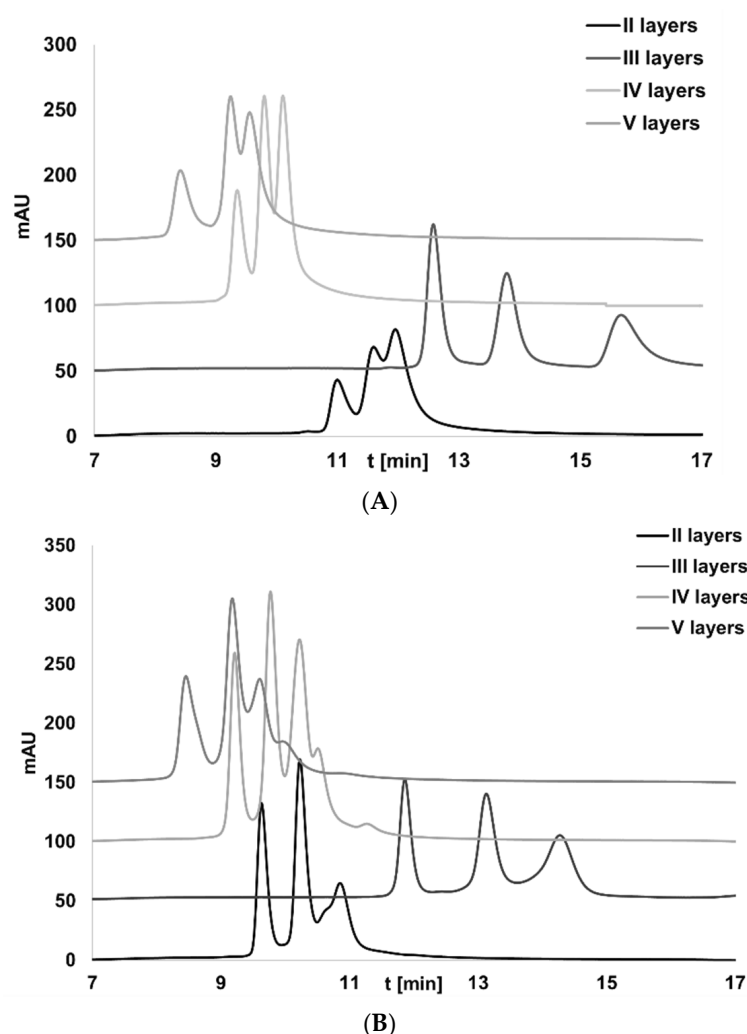 II layers
III layers
IV layers
V layers
300
250
200
150
100
50
0
mAU
7 9 11 t [min] 13 15 17
(A)
II layers
III layers
IV layers
V layers
350
300
250
200
150
100
50
0
mAU
7 9 11 t [min] 13 15 17
(B)